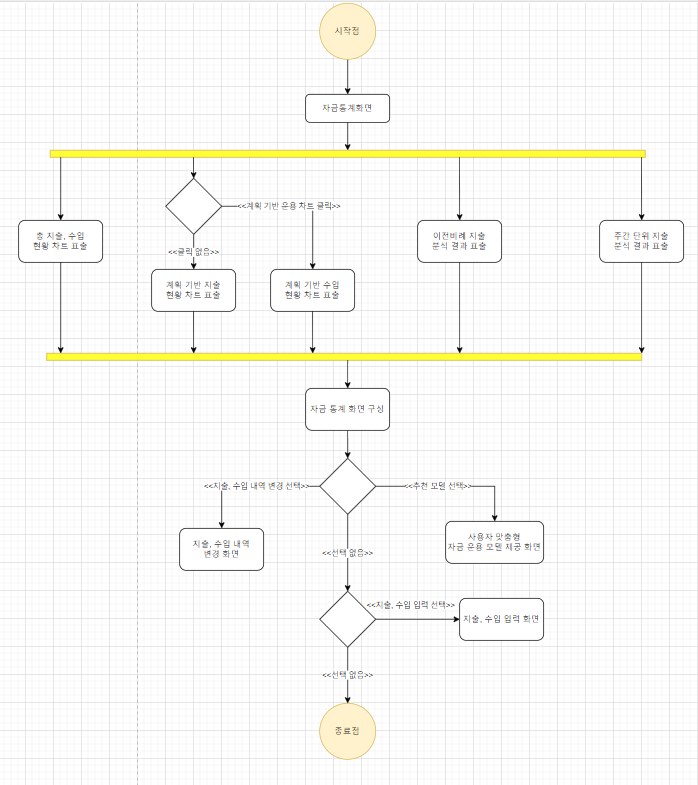 시작점
자금통계화면
<<계획 기반 운용 차트 클릭>>
총 지출, 수입
현황 차트 표출
이전비례 지출
분석 결과 표출
주간 단위 지출
분석 결과 표출
<<클릭 없음>>
계획 기반 지출
현황 차트 표출
계획 기반 수입
현황 차트 표출
자금 통계 화면 구성
<<지출, 수입 내역 변경 선택>>
<<추천 모델 선택>>
지출, 수입 내역
변경 화면
사용자 맞춤형
자금 운용 모델 제공 화면
<<선택 없음>>
<<지출, 수입 입력 선택>>
지출, 수입 입력 화면
<<선택 없음>>
종료점